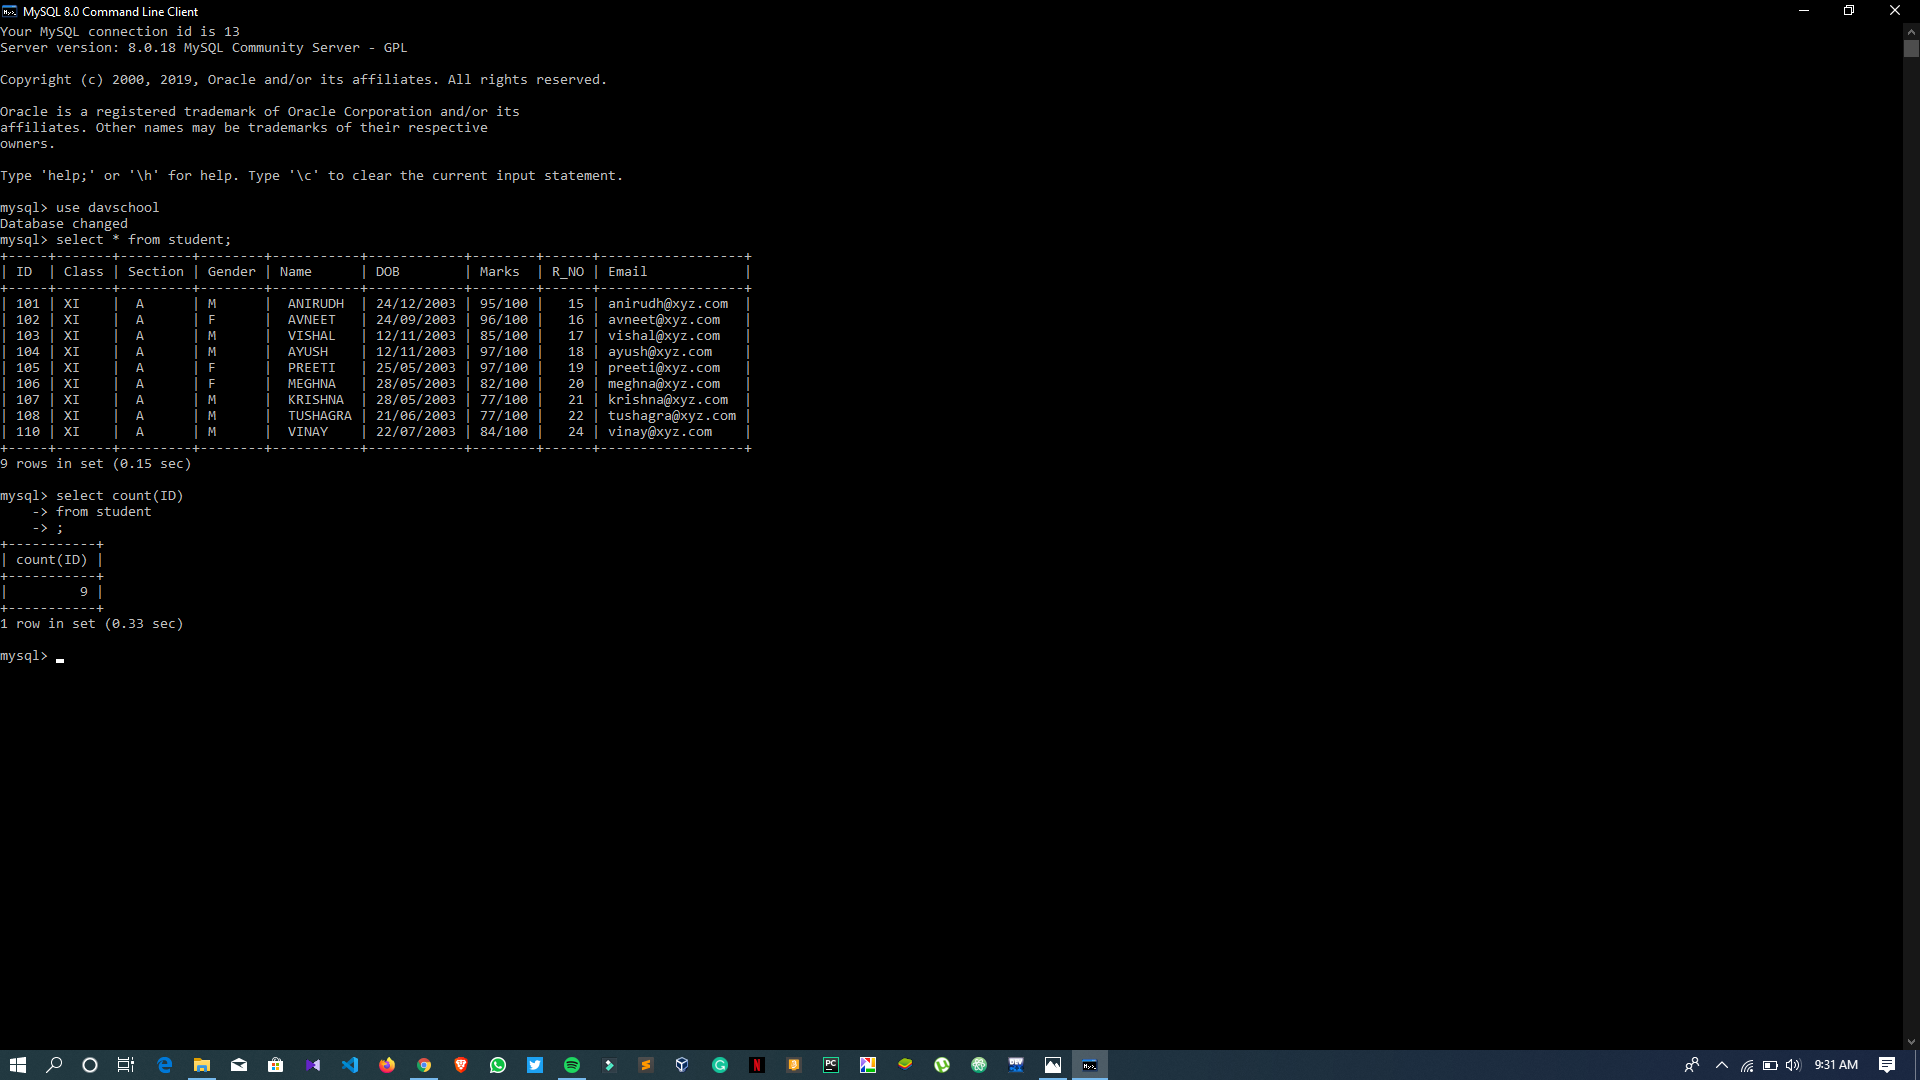 MySQL 8.0 Command Line Client
Your MySQL connection id is 13
Server version: 8.0.18 MySQL Community Server - GPL
Copyright (c) 2000, 2019, Oracle and/or its affiliates. All rights reserved.
Oracle is a registered trademark of Oracle Corporation and/or its
affiliates. Other names may be trademarks of their respective
owners.
Type 'help;' or '\h' for help. Type '\c' to clear the current input statement.
mysql> use davschool
Database changed
mysql> select * from student;
+-----+-------+---------+--------+-----------+------------+--------+------+------------------+
| ID  | Class | Section | Gender | Name      | DOB        | Marks  | R_NO | Email            |
+-----+-------+---------+--------+-----------+------------+--------+------+------------------+
| 101 | XI    |  A      | M      |  ANIRUDH  | 24/12/2003 | 95/100 |   15 | anirudh@xyz.com  |
| 102 | XI    |  A      | F      |  AVNEET   | 24/09/2003 | 96/100 |   16 | avneet@xyz.com   |
| 103 | XI    |  A      | M      |  VISHAL   | 12/11/2003 | 85/100 |   17 | vishal@xyz.com   |
| 104 | XI    |  A      | M      |  AYUSH    | 12/11/2003 | 97/100 |   18 | ayush@xyz.com    |
| 105 | XI    |  A      | F      |  PREETI   | 25/05/2003 | 97/100 |   19 | preeti@xyz.com   |
| 106 | XI    |  A      | F      |  MEGHNA   | 28/05/2003 | 82/100 |   20 | meghna@xyz.com   |
| 107 | XI    |  A      | M      |  KRISHNA  | 28/05/2003 | 77/100 |   21 | krishna@xyz.com  |
| 108 | XI    |  A      | M      |  TUSHAGRA | 21/06/2003 | 77/100 |   22 | tushagra@xyz.com |
| 110 | XI    |  A      | M      |  VINAY    | 22/07/2003 | 84/100 |   24 | vinay@xyz.com    |
+-----+-------+---------+--------+-----------+------------+--------+------+------------------+
9 rows in set (0.15 sec)
mysql> select count(ID)
    -> from student
    -> ;
+-----------+
| count(ID) |
+-----------+
|         9 |
+-----------+
1 row in set (0.33 sec)
mysql> _
9:31 AM